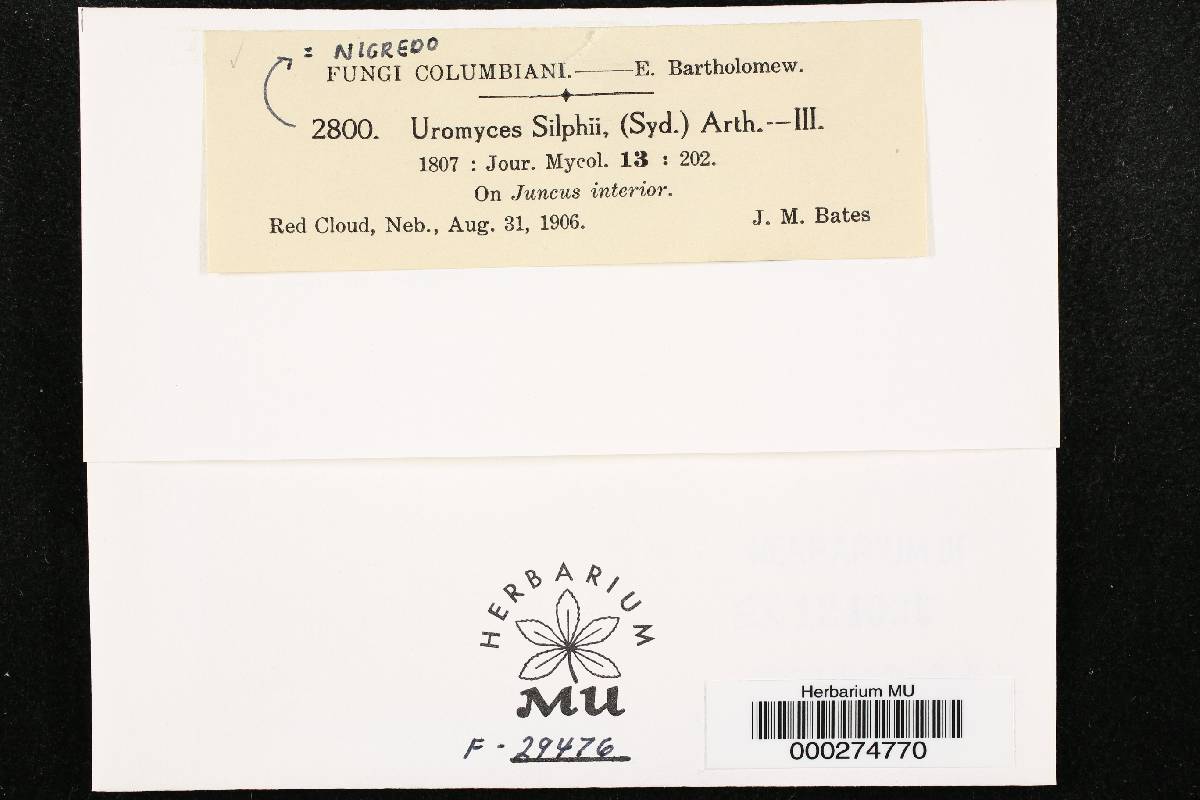 = NIGREDO
FUNGI COLUMBIANI.——E. Bartholomew.
2800. Uromyces Silphii, (Syd.) Arth.--III.
1807 : Jour. Mycol. 13 : 202.
On Juncus interior.
Red Cloud, Neb., Aug. 31, 1906. J. M. Bates
HERBARIUM
MU
F - 29476
Herbarium MU
000274770